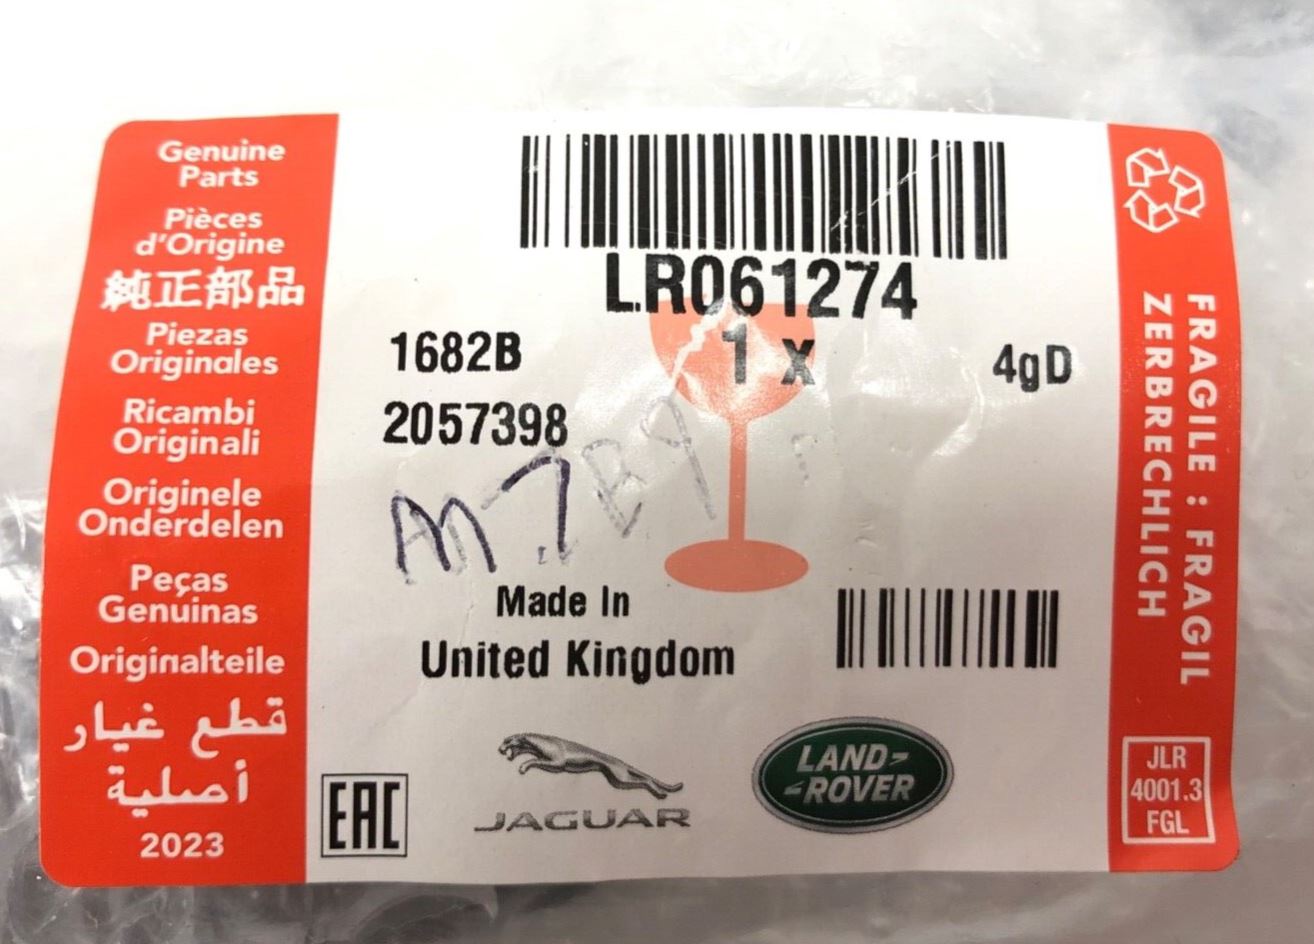 Genuine
Parts
Pièces
d'Origine
純正部品
Piezas
Originales
Ricambi
Originali
Originele
Onderdelen
Peças
Genuinas
Originalteile
قطع غيار
أصلية
2023
LR061274
1682B
1 x
4gD
2057398
Made In
United Kingdom
EAC
JAGUAR
LAND-
-ROVER
FRAGILE : FRAGIL
ZERBRECHLICH
JLR
4001.3
FGL